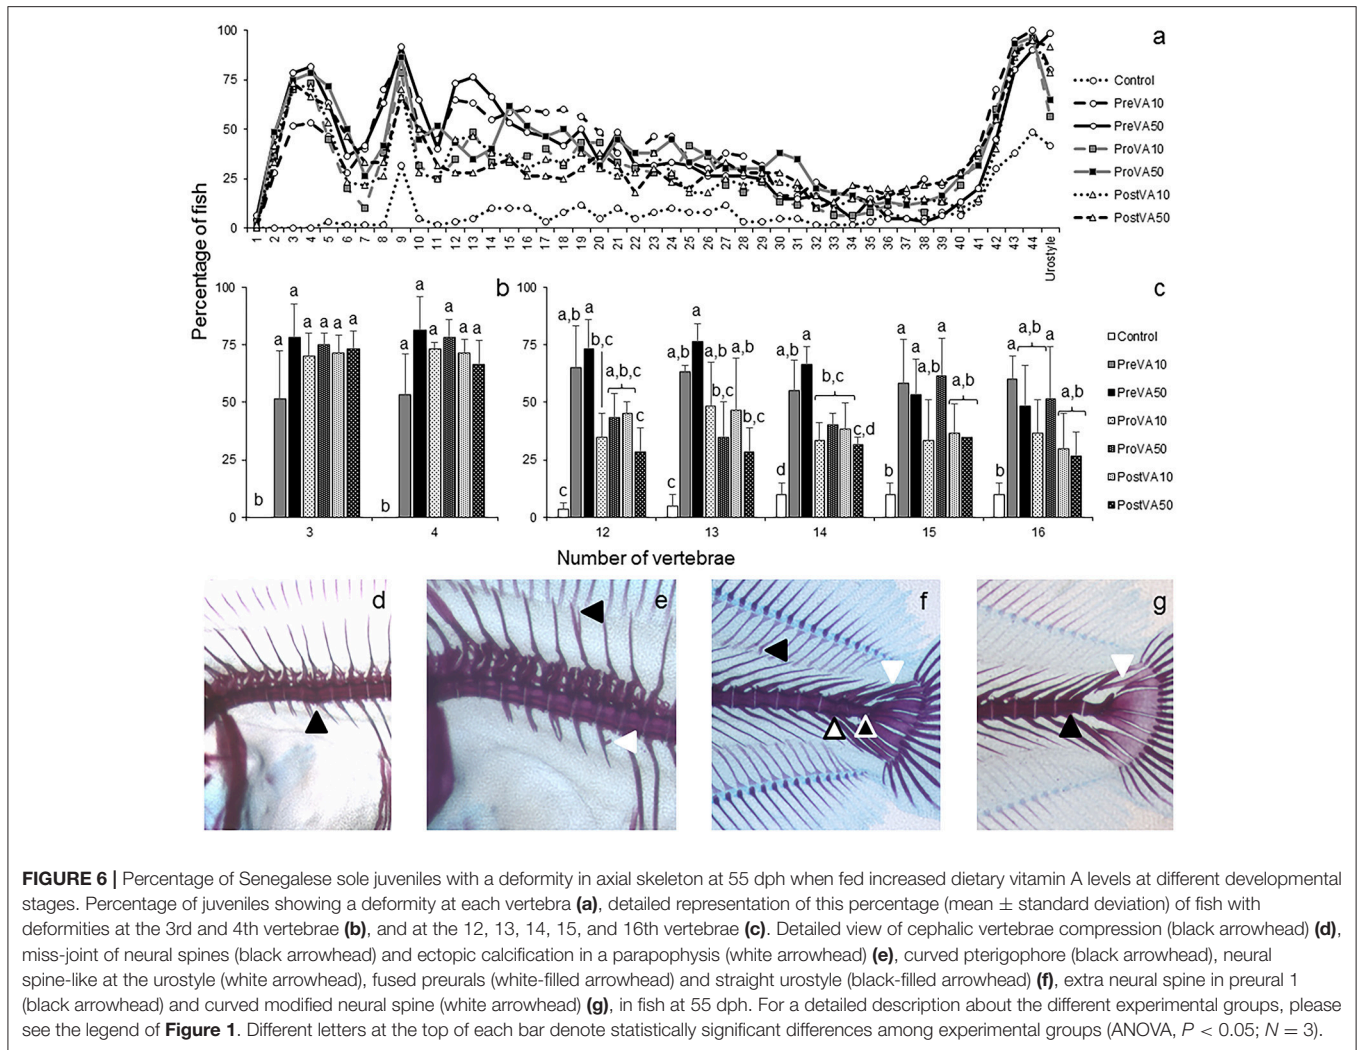 a
100
75
50
25
0
Percentage of fish
1 2 3 4 5 6 7 8 9 10 11 12 13 14 15 16 17 18 19 20 21 22 23 24 25 26 27 28 29 30 31 32 33 34 35 36 37 38 39 40 41 42 43 44 Urostyle
Control
PreVA10
PreVA50
ProVA10
ProVA50
PostVA10
PostVA50
b
100
75
50
25
0
b a a a a a a
b a a a a a a
3 4
c
100
75
50
25
0
c a,b a b,c a,b,c c
c a,b a a,b b,c a,b b,c
d a,b a b,c c,d
b a a a,b a a,b
b a a,b a a,b
12 13 14 15 16
Number of vertebrae
Control
PreVA10
PreVA50
ProVA10
ProVA50
PostVA10
PostVA50
d e f g
FIGURE 6 | Percentage of Senegalese sole juveniles with a deformity in axial skeleton at 55 dph when fed increased dietary vitamin A levels at different developmental
stages. Percentage of juveniles showing a deformity at each vertebra (a), detailed representation of this percentage (mean ± standard deviation) of fish with
deformities at the 3rd and 4th vertebrae (b), and at the 12, 13, 14, 15, and 16th vertebrae (c). Detailed view of cephalic vertebrae compression (black arrowhead) (d),
miss-joint of neural spines (black arrowhead) and ectopic calcification in a parapophysis (white arrowhead) (e), curved pterigophore (black arrowhead), neural
spine-like at the urostyle (white arrowhead), fused preurals (white-filled arrowhead) and straight urostyle (black-filled arrowhead) (f), extra neural spine in preural 1
(black arrowhead) and curved modified neural spine (white arrowhead) (g), in fish at 55 dph. For a detailed description about the different experimental groups, please
see the legend of Figure 1. Different letters at the top of each bar denote statistically significant differences among experimental groups (ANOVA, P < 0.05; N = 3).